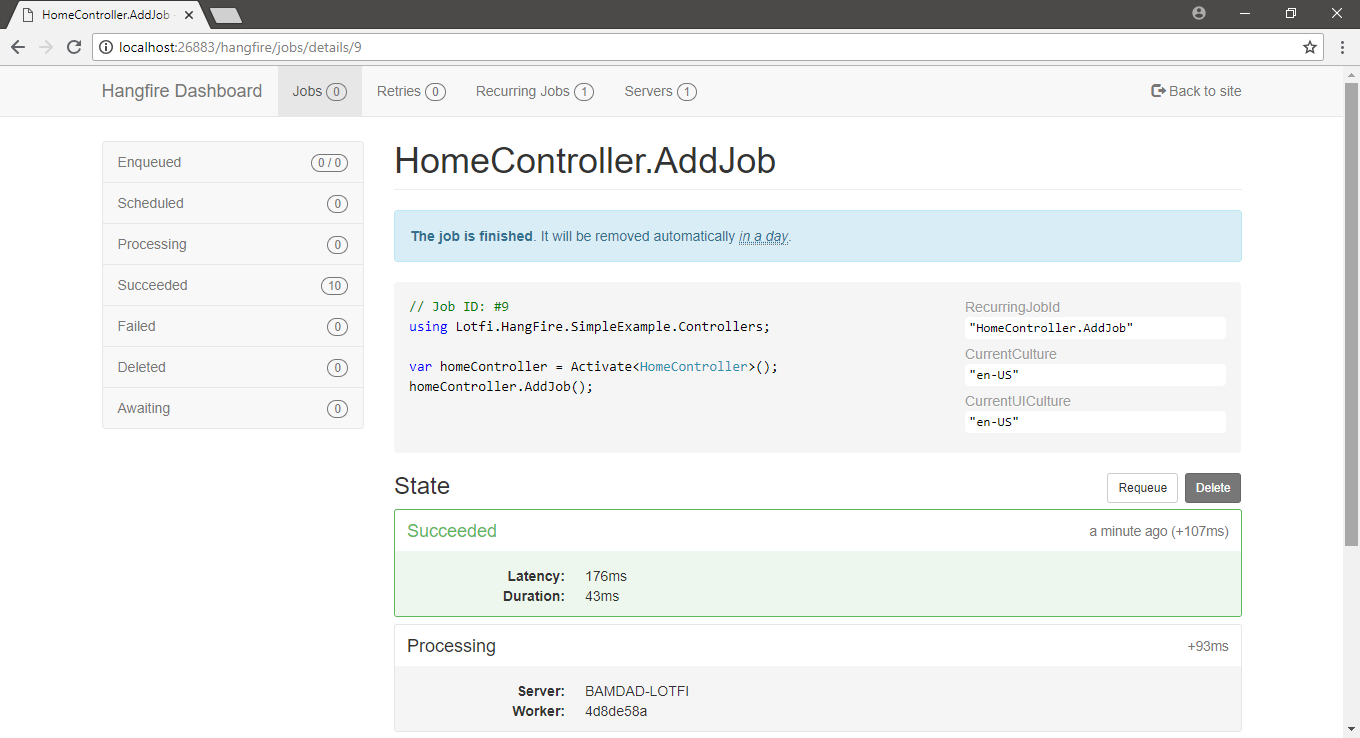 HomeController.AddJob
localhost:26883/hangfire/jobs/details/9
Hangfire Dashboard Jobs 0 Retries 0 Recurring Jobs 1 Servers 1 Back to site
Enqueued 0 / 0
Scheduled 0
Processing 0
Succeeded 10
Failed 0
Deleted 0
Awaiting 0
HomeController.AddJob
The job is finished. It will be removed automatically in a day.
// Job ID: #9
using Lotfi.HangFire.SimpleExample.Controllers;
var homeController = Activate<HomeController>();
homeController.AddJob();
RecurringJobId
"HomeController.AddJob"
CurrentCulture
"en-US"
CurrentUICulture
"en-US"
State Requeue Delete
Succeeded a minute ago (+107ms)
Latency: 176ms
Duration: 43ms
Processing +93ms
Server: BAMDAD-LOTFI
Worker: 4d8de58a